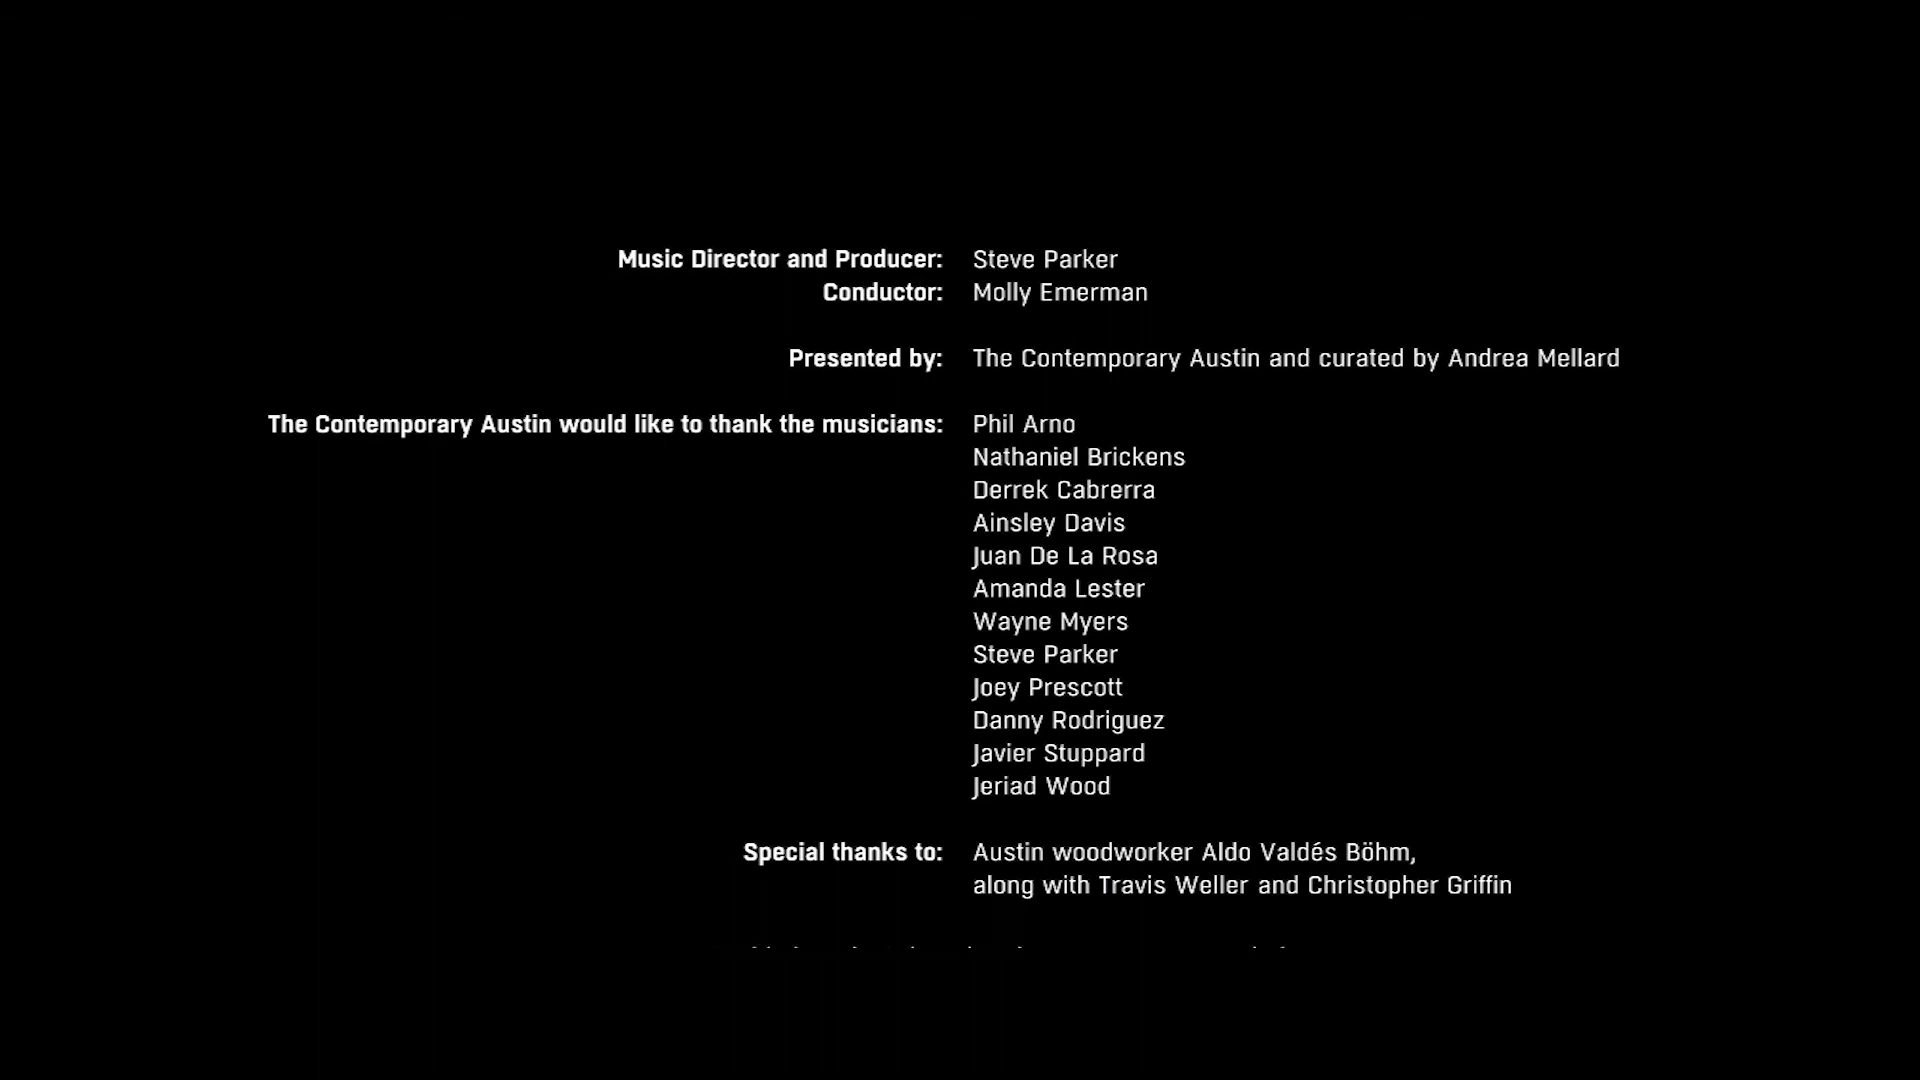 Music Director and Producer: Steve Parker
Conductor: Molly Emerman
Presented by: The Contemporary Austin and curated by Andrea Mellard
The Contemporary Austin would like to thank the musicians: Phil Arno
Nathaniel Brickens
Derrek Cabrerra
Ainsley Davis
Juan De La Rosa
Amanda Lester
Wayne Myers
Steve Parker
Joey Prescott
Danny Rodriguez
Javier Stuppard
Jeriad Wood
Special thanks to: Austin woodworker Aldo Valdés Böhm,
along with Travis Weller and Christopher Griffin